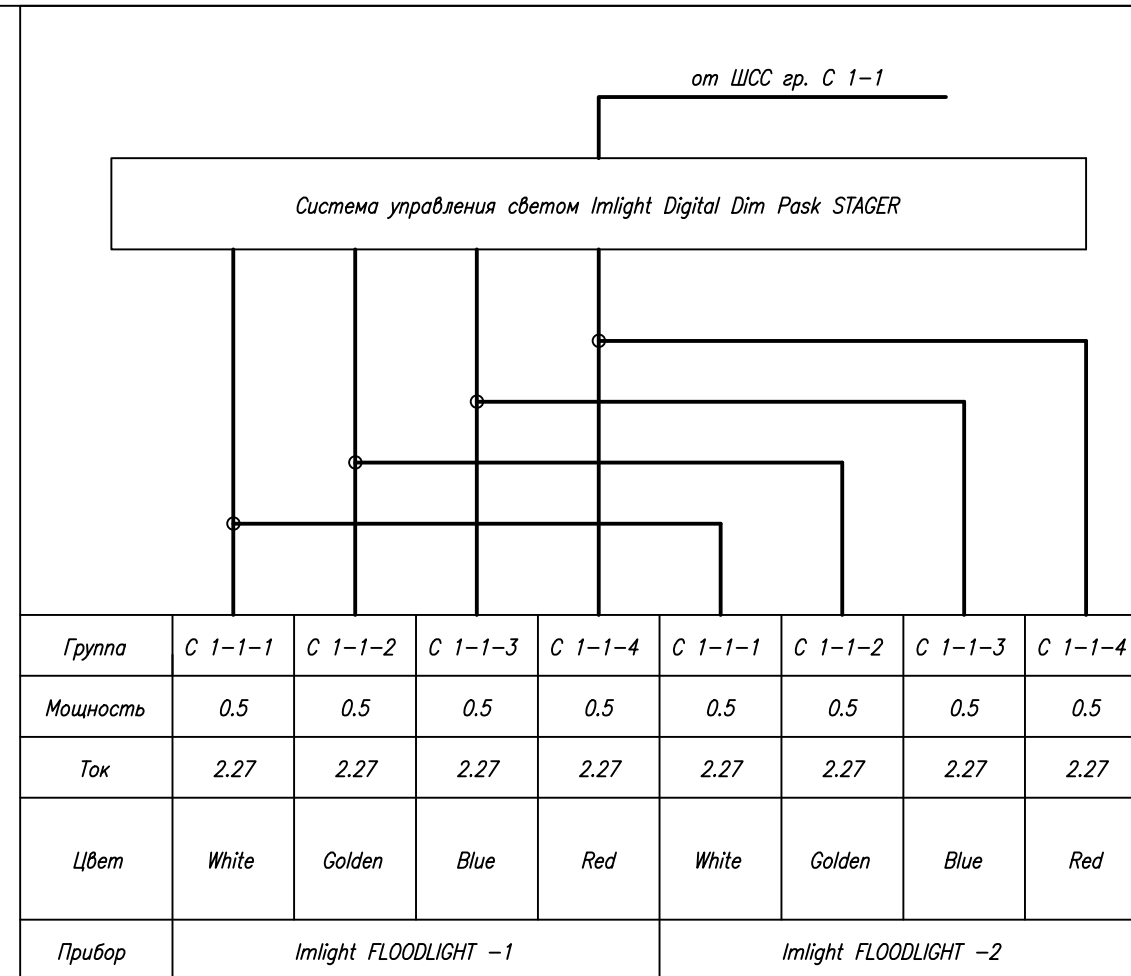 от ШСС гр. С 1-1
Система управления светом Imlight Digital Dim Pask STAGER
Группа С 1-1-1 С 1-1-2 С 1-1-3 С 1-1-4 С 1-1-1 С 1-1-2 С 1-1-3 С 1-1-4
Мощность 0.5 0.5 0.5 0.5 0.5 0.5 0.5 0.5
Ток 2.27 2.27 2.27 2.27 2.27 2.27 2.27 2.27
Цвет White Golden Blue Red White Golden Blue Red
Прибор Imlight FLOODLIGHT -1 Imlight FLOODLIGHT -2